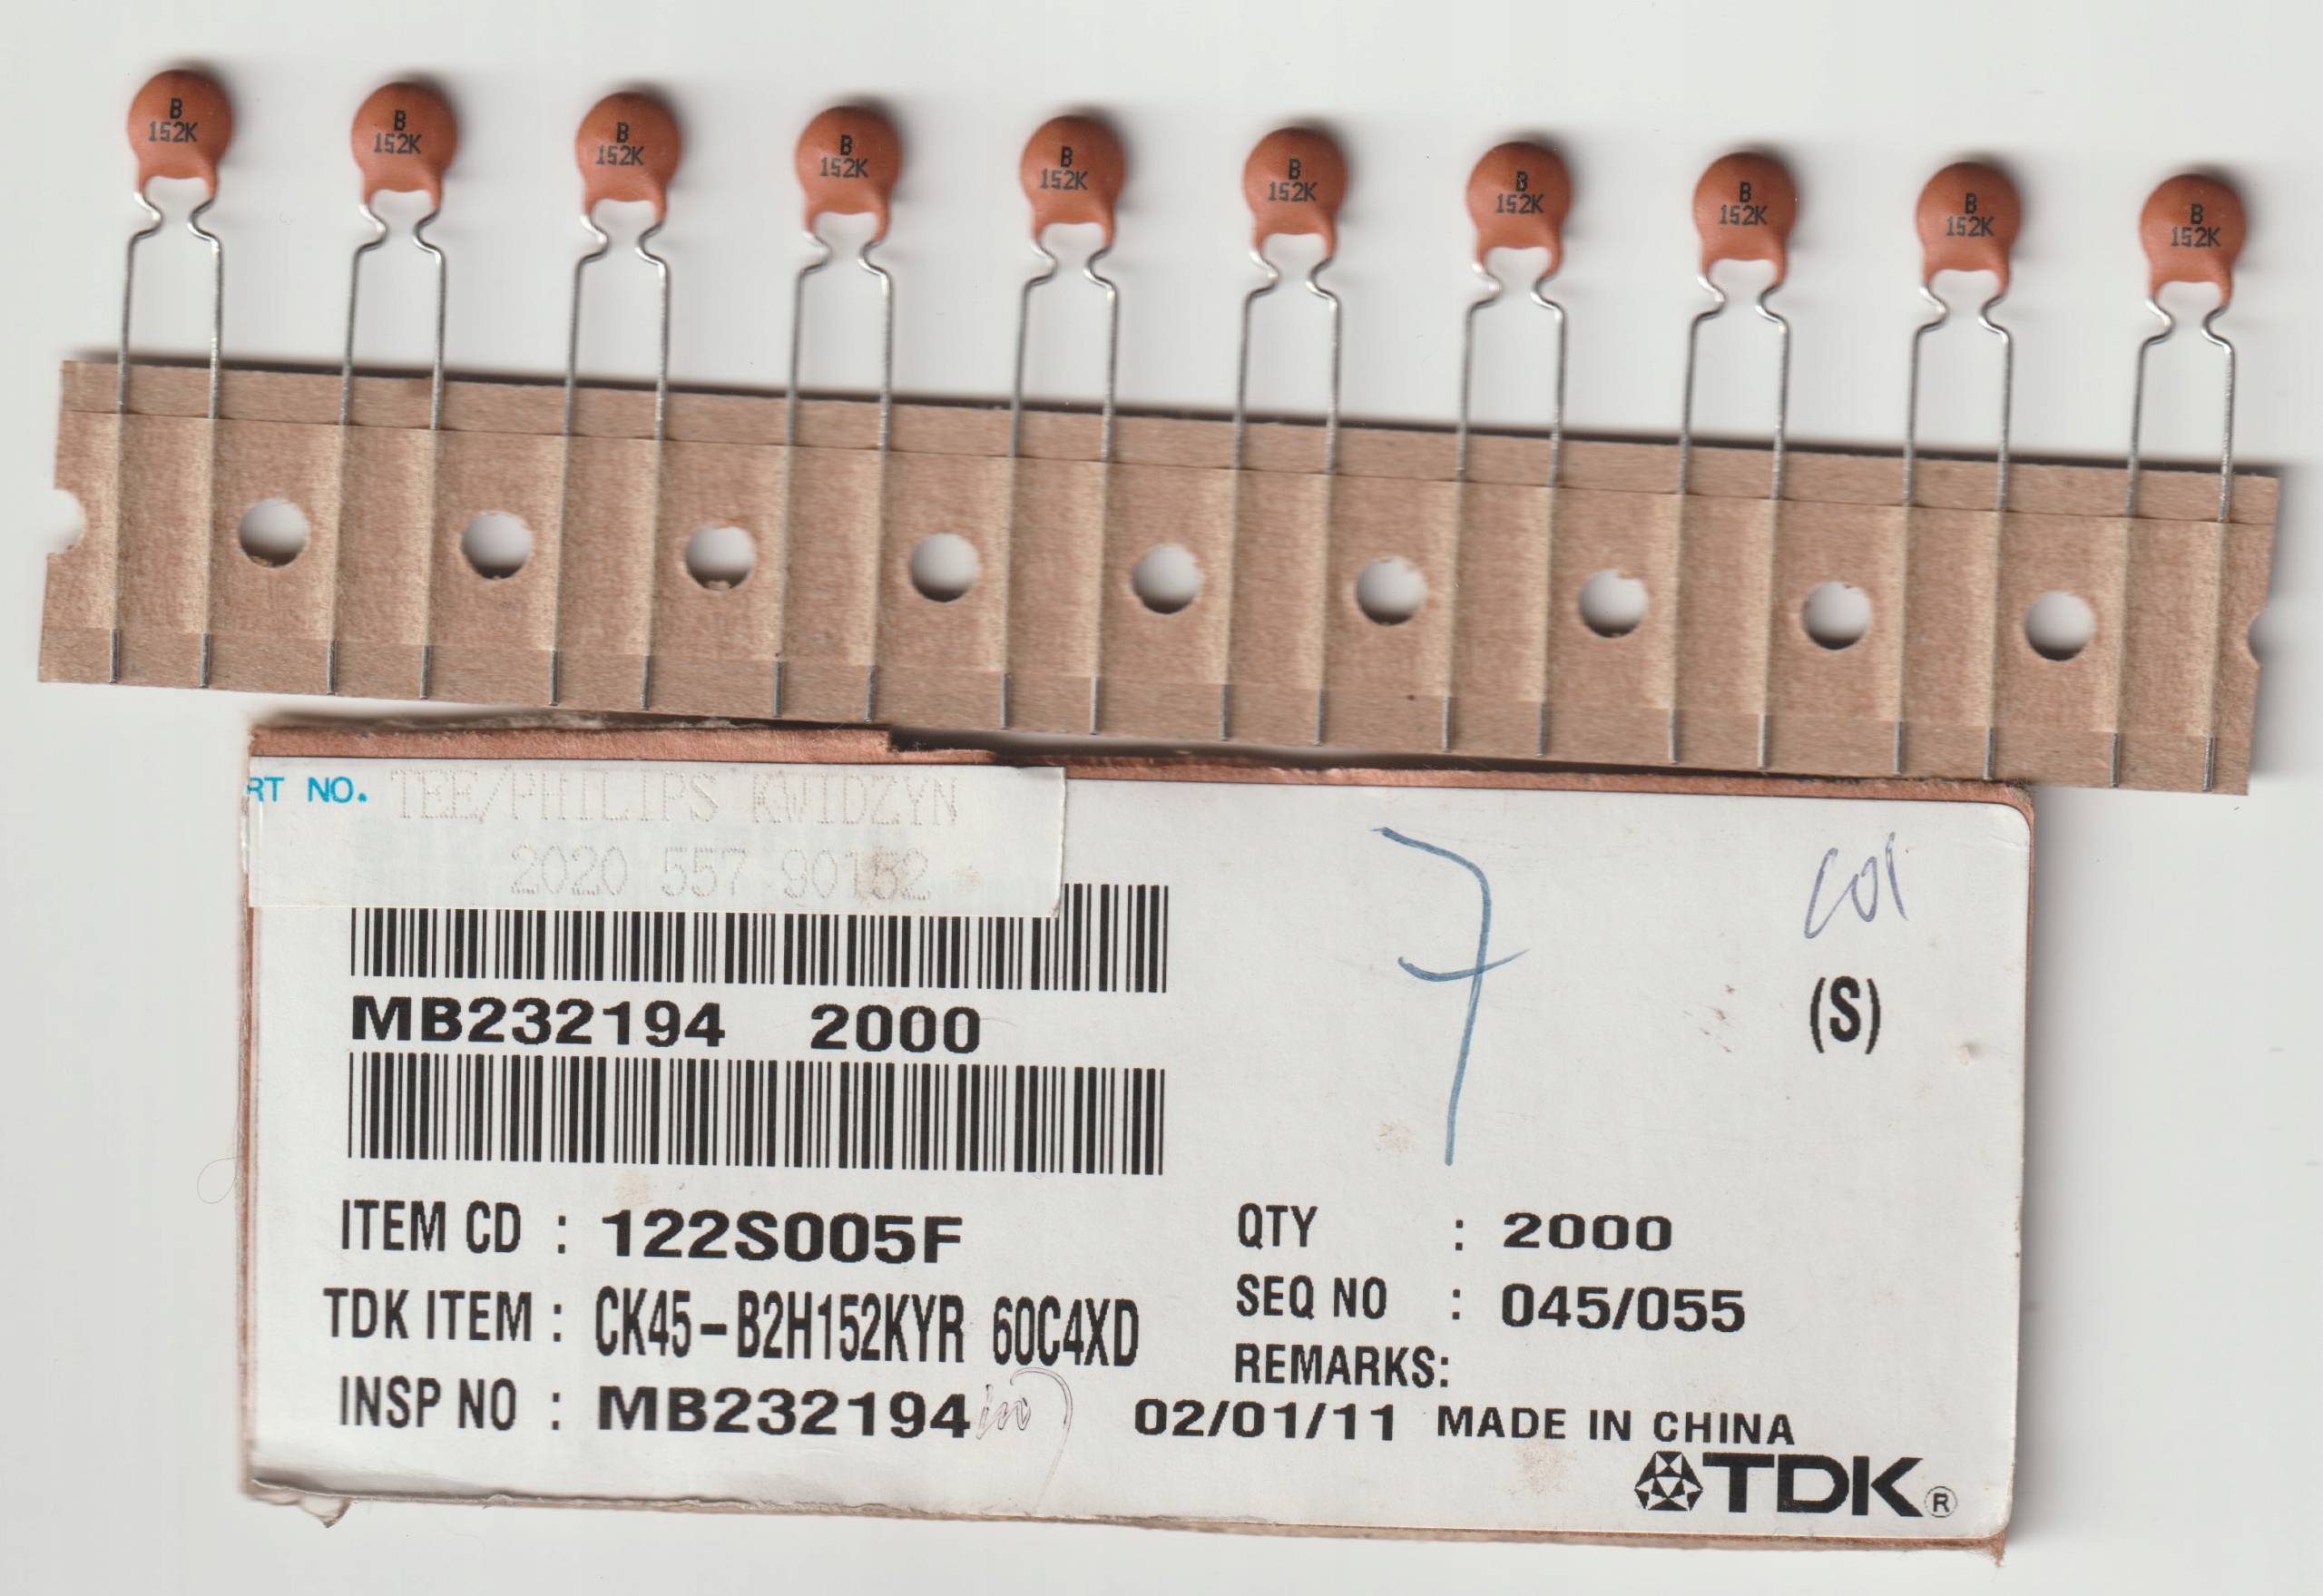 B
152K
B
152K
B
152K
B
152K
B
152K
B
152K
B
152K
B
152K
B
152K
B
152K
RT NO. TEE/PHILIPS KWIDZYN
2020 557 90152
7
(S)
MB232194 2000
ITEM CD : 122S005F
QTY : 2000
TDK ITEM : CK45-B2H152KYR 60C4XD
SEQ NO : 045/055
REMARKS:
INSP NO : MB232194
02/01/11 MADE IN CHINA
TDK®